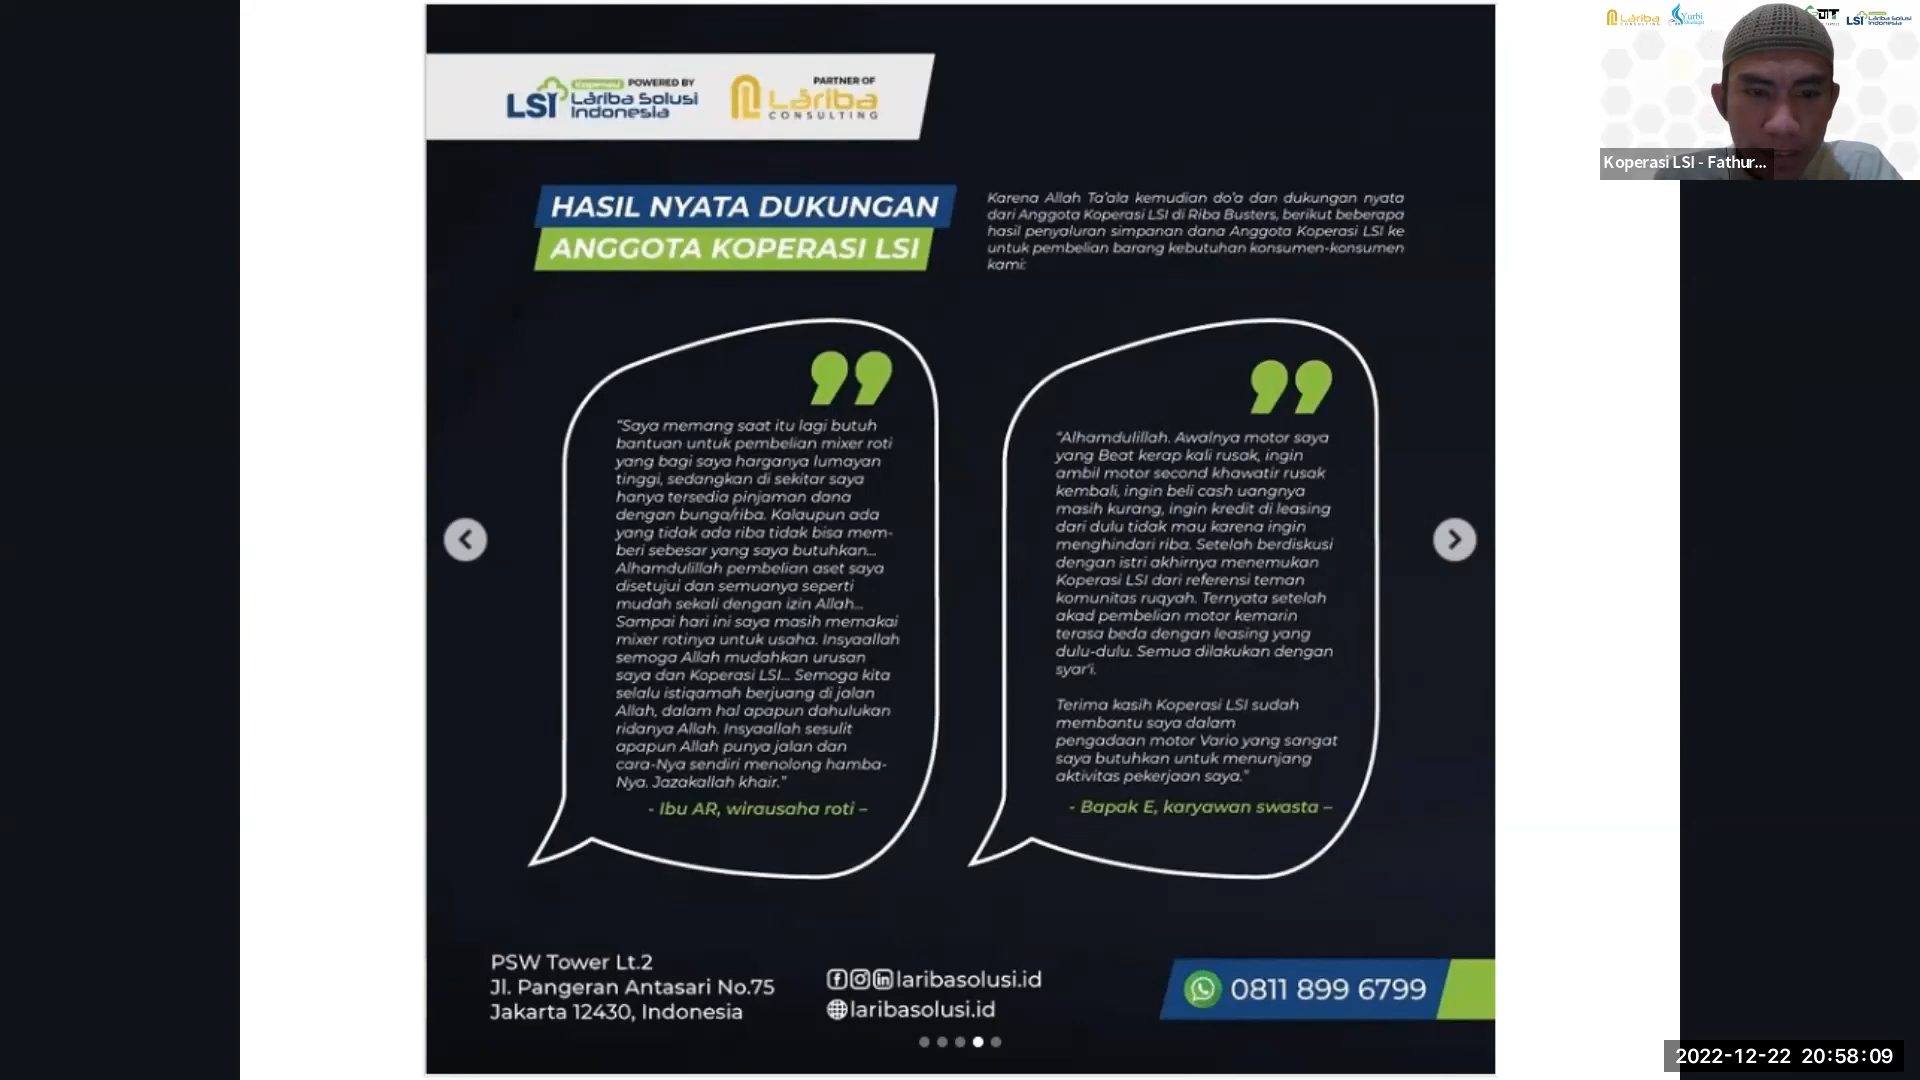 Koperasi POWERED BY
LSI Làriba Solusi
Indonesia
PARTNER OF
Làriba
CONSULTING
HASIL NYATA DUKUNGAN
ANGGOTA KOPERASI LSI
Karena Allah Ta'ala kemudian do'a dan dukungan nyata
dari Anggota Koperasi LSI di Riba Busters, berikut beberapa
hasil penyaluran simpanan dana Anggota Koperasi LSI ke
untuk pembelian barang kebutuhan konsumen-konsumen
kami:
"Saya memang saat itu lagi butuh
bantuan untuk pembelian mixer roti
yang bagi saya harganya lumayan
tinggi, sedangkan di sekitar saya
hanya tersedia pinjaman dana
dengan bunga/riba. Kalaupun ada
yang tidak ada riba tidak bisa mem-
beri sebesar yang saya butuhkan...
Alhamdulillah pembelian aset saya
disetujui dan semuanya seperti
mudah sekali dengan izin Allah...
Sampai hari ini saya masih memakai
mixer rotinya untuk usaha. Insyaallah
semoga Allah mudahkan urusan
saya dan Koperasi LSI... Semoga kita
selalu istiqamah berjuang di jalan
Allah, dalam hal apapun dahulukan
ridanya Allah. Insyaallah sesulit
apapun Allah punya jalan dan
cara-Nya sendiri menolong hamba-
Nya. Jazakallah khair."
- Ibu AR, wirausaha roti –
"Alhamdulillah. Awalnya motor saya
yang Beat kerap kali rusak, ingin
ambil motor second khawatir rusak
kembali, ingin beli cash uangnya
masih kurang, ingin kredit di leasing
dari dulu tidak mau karena ingin
menghindari riba. Setelah berdiskusi
dengan istri akhirnya menemukan
Koperasi LSI dari referensi teman
komunitas ruqyah. Ternyata setelah
akad pembelian motor kemarin
terasa beda dengan leasing yang
dulu-dulu. Semua dilakukan dengan
syar'i.
Terima kasih Koperasi LSI sudah
membantu saya dalam
pengadaan motor Vario yang sangat
saya butuhkan untuk menunjang
aktivitas pekerjaan saya."
- Bapak E, karyawan swasta –
PSW Tower Lt.2
Jl. Pangeran Antasari No.75
Jakarta 12430, Indonesia
laribasolusi.id
laribasolusi.id
0811 899 6799
Làriba
CONSULTING
Yurbi
LSI Làriba Solusi
Indonesia
Koperasi LSI - Fathur...
2022-12-22 20:58:09